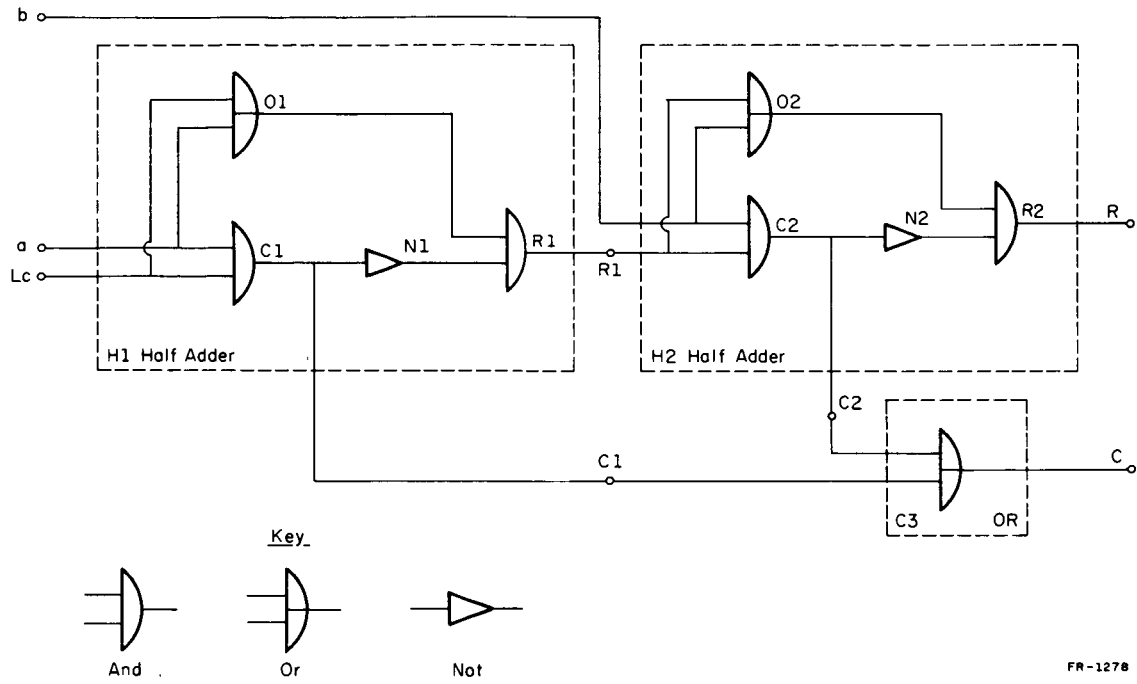 b
O1
O2
a
C1
N1
R1
Lc
R1
C2
N2
R2
R
H1 Half Adder
H2 Half Adder
C2
C1
C
C3
OR
Key
And
Or
Not
FR-1278